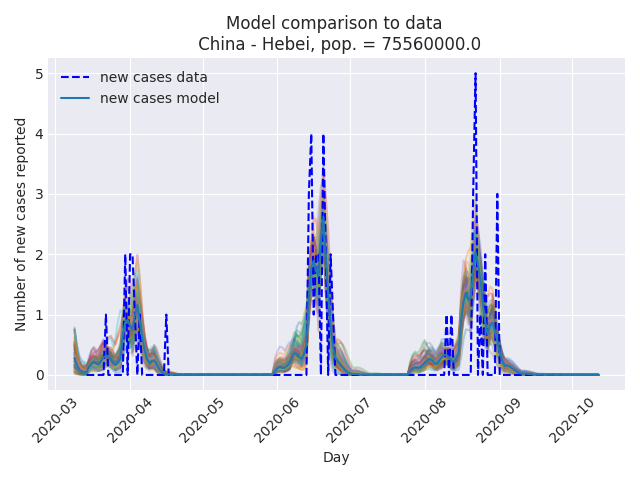 Model comparison to data
China - Hebei, pop. = 75560000.0
new cases data
new cases model
Number of new cases reported
5
4
3
2
1
0
2020-03
2020-04
2020-05
2020-06
2020-07
2020-08
2020-09
2020-10
Day